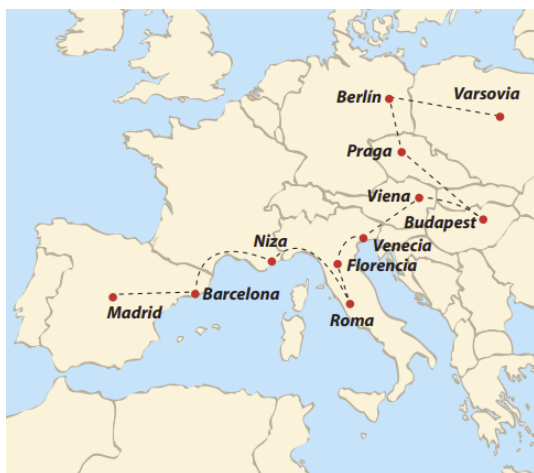 Berlín
Varsovia
Praga
Viena
Budapest
Niza
Venecia
Florencia
Barcelona
Madrid
Roma